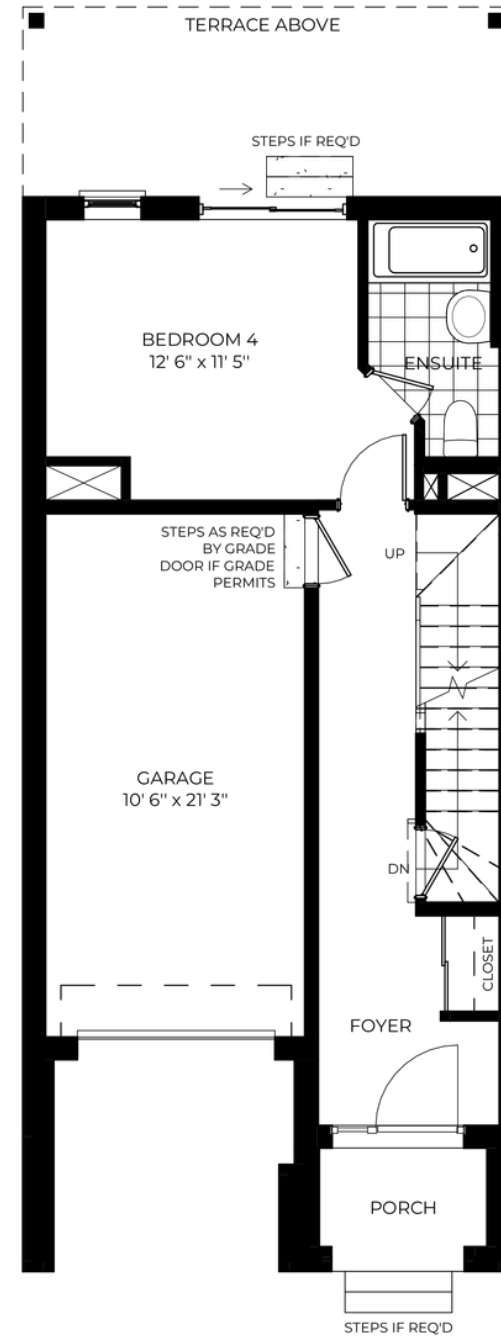 TERRACE ABOVE
STEPS IF REQ'D
BEDROOM 4
12' 6" x 11' 5"
ENSUITE
STEPS AS REQ'D
BY GRADE
DOOR IF GRADE
PERMITS
UP
GARAGE
10' 6" x 21' 3"
DN
CLOSET
FOYER
PORCH
STEPS IF REQ'D